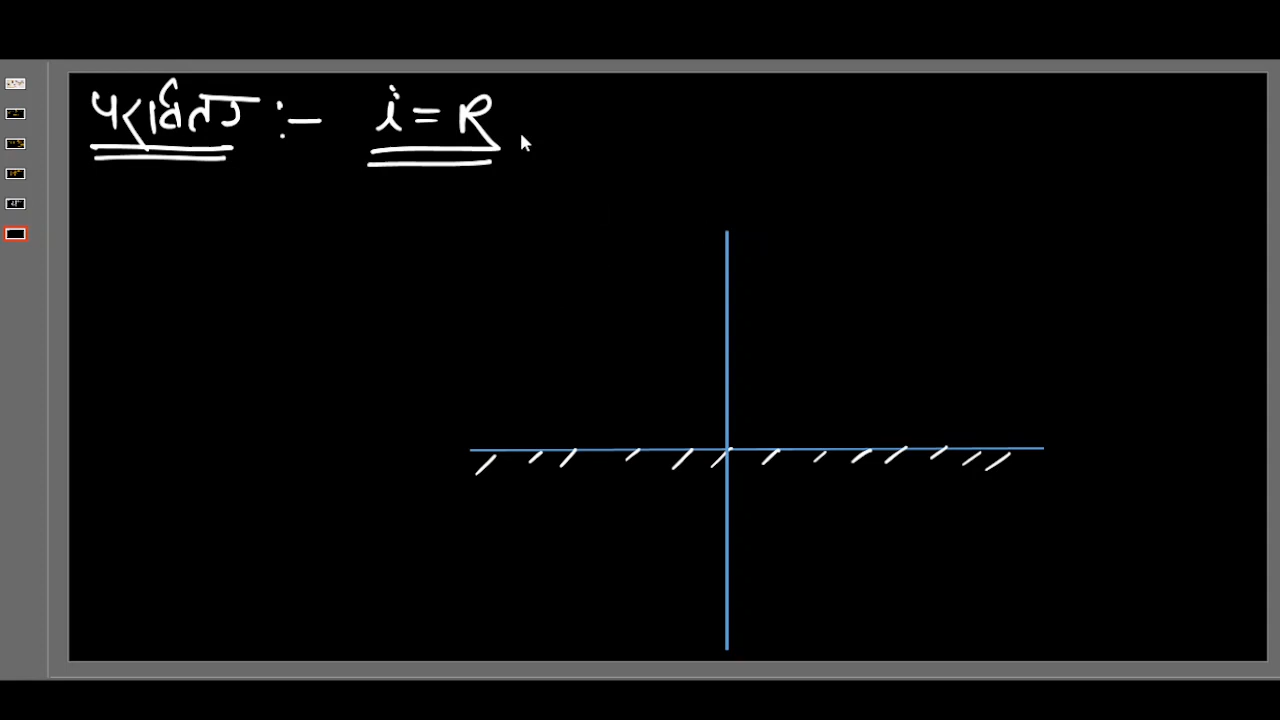 परावर्तन :- i = R